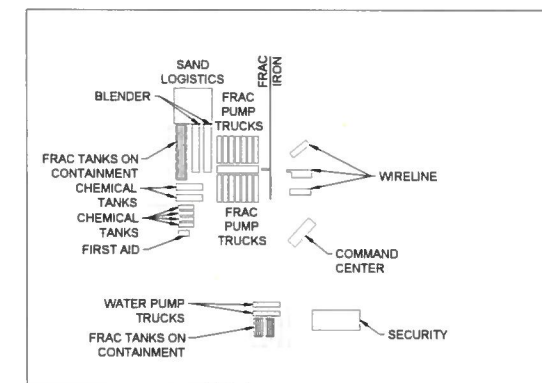 SAND
LOGISTICS
BLENDER
FRAC
PUMP
TRUCKS
FRAC
IRON
FRAC TANKS ON
CONTAINMENT
CHEMICAL
TANKS
CHEMICAL
TANKS
FIRST AID
FRAC
PUMP
TRUCKS
WIRELINE
COMMAND
CENTER
WATER PUMP
TRUCKS
FRAC TANKS ON
CONTAINMENT
SECURITY